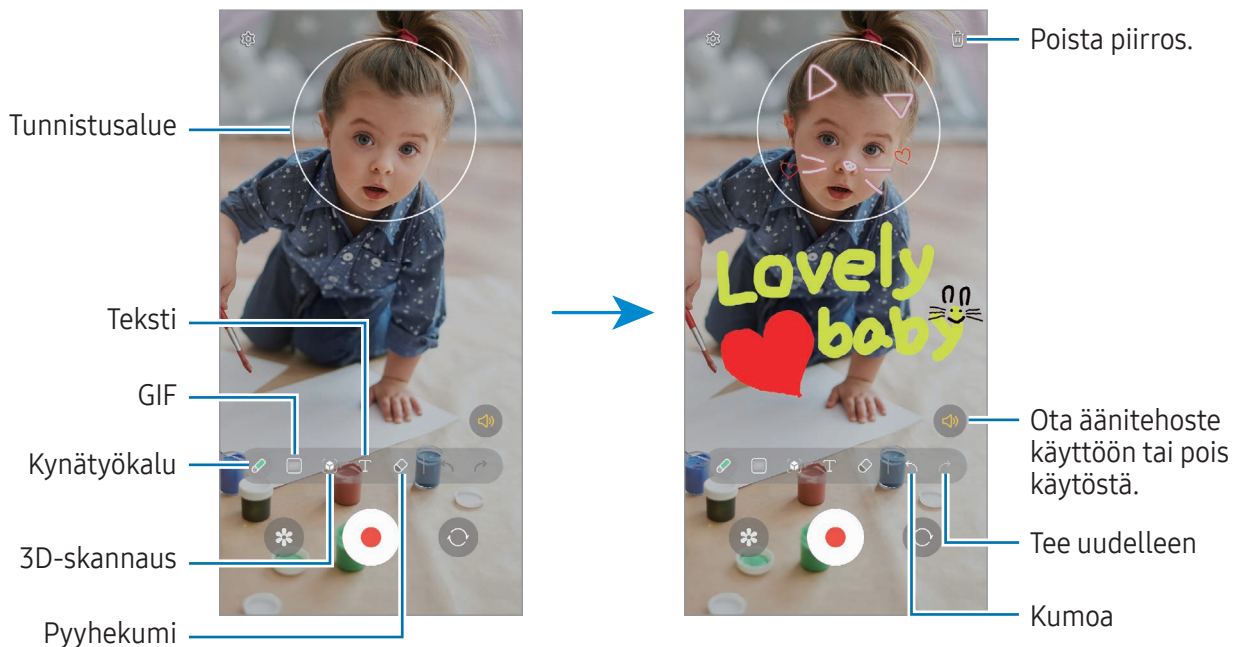 Tunnistusalue
Teksti
GIF
Kynätyökalu
3D-skannaus
Pyyhekumi
T
Lovely
baby
T
Poista piirros.
Ota äänitehoste
käyttöön tai pois
käytöstä.
Tee uudelleen
Kumoa